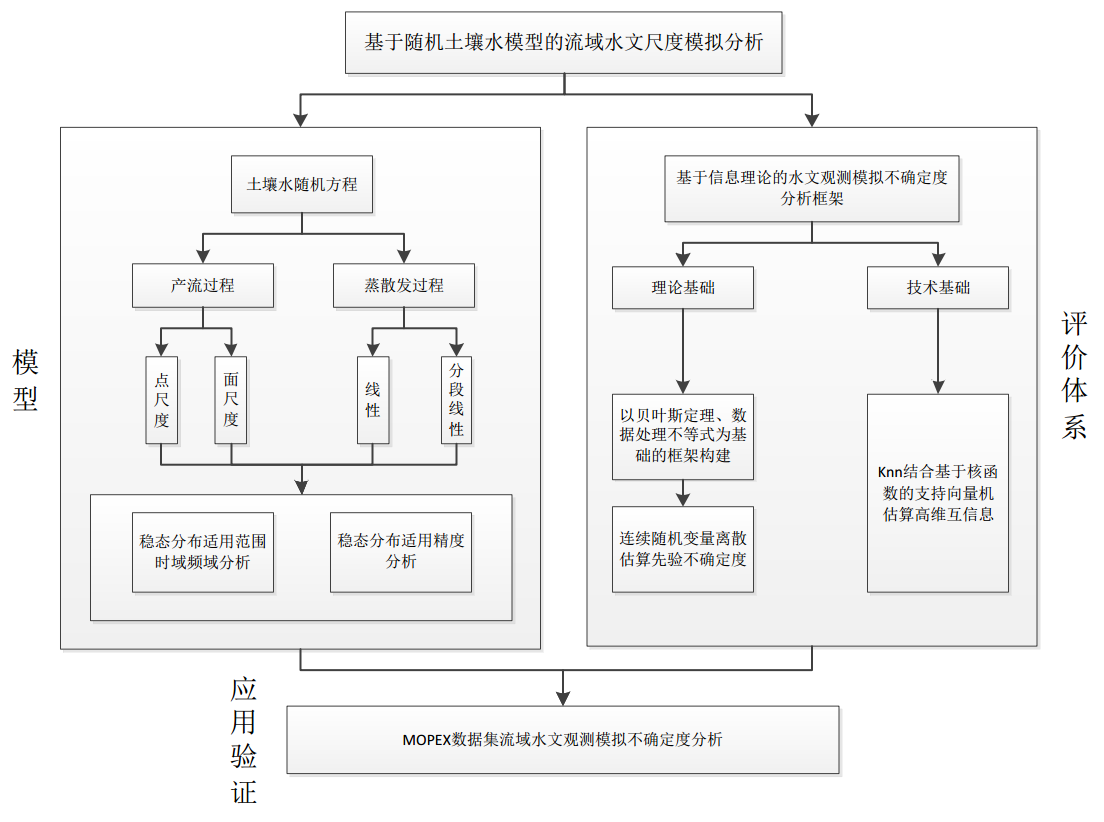 基于随机土壤水模型的流域水文尺度模拟分析
模型
土壤水随机方程
产流过程
蒸散发过程
点尺度
面尺度
线性
分段线性
稳态分布适用范围
时域频域分析
稳态分布适用精度
分析
评价体系
基于信息理论的水文观测模拟不确定度
分析框架
理论基础
技术基础
以贝叶斯定理、数
据处理不等式为基
础的框架构建
连续随机变量离散
估算先验不确定度
Knn结合基于核函
数的支持向量机
估算高维互信息
应用验证
MOPEX数据集流域水文观测模拟不确定度分析